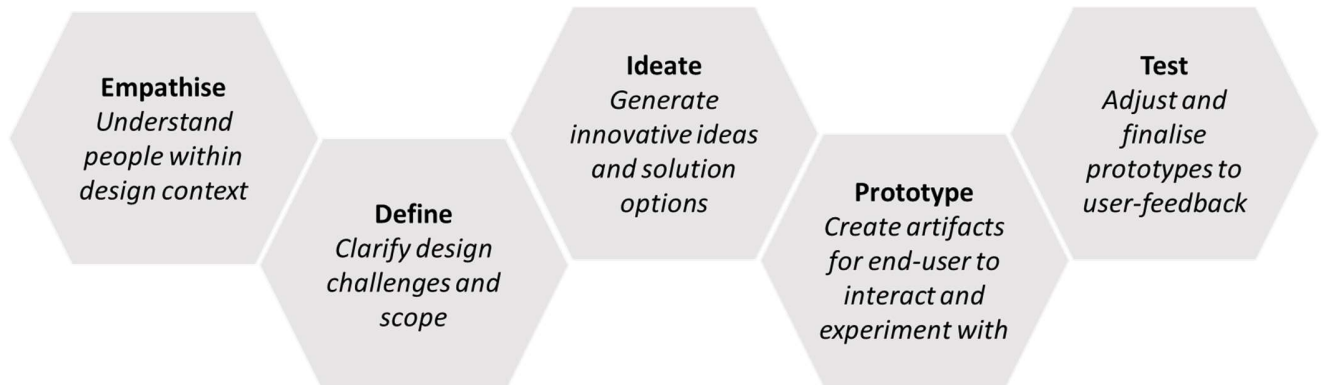 Empathise
Understand
people within
design context
Define
Clarify design
challenges and
scope
Ideate
Generate
innovative ideas
and solution
options
Prototype
Create artifacts
for end-user to
interact and
experiment with
Test
Adjust and
finalise
prototypes to
user-feedback